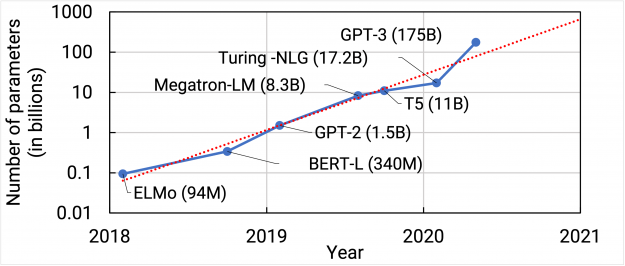 Number of parameters
(in billions)
1000
100
10
1
0.1
0.01
GPT-3 (175B)
Turing -NLG (17.2B)
Megatron-LM (8.3B)
T5 (11B)
GPT-2 (1.5B)
BERT-L (340M)
ELMo (94M)
2018
2019
2020
2021
Year